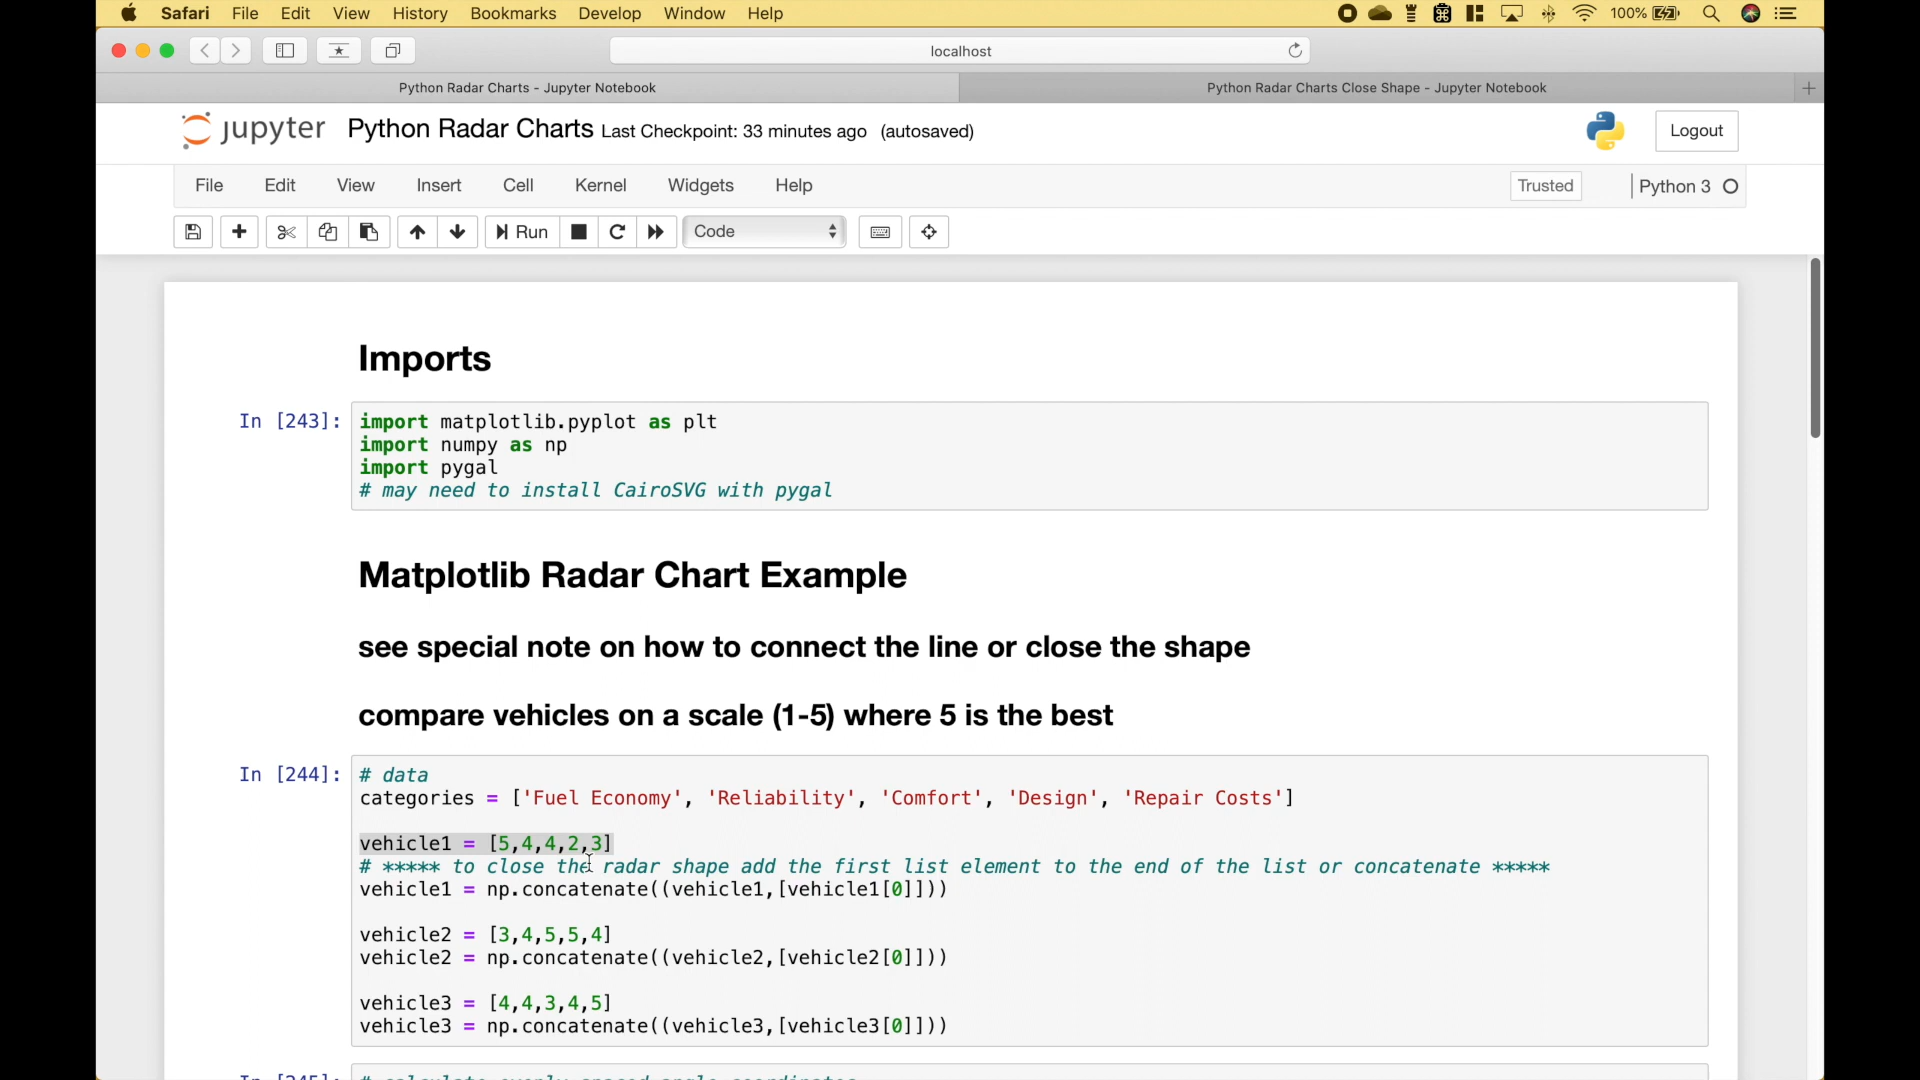 Safari File Edit View History Bookmarks Develop Window Help 100%
localhost
Python Radar Charts - Jupyter Notebook Python Radar Charts Close Shape - Jupyter Notebook
jupyter Python Radar Charts Last Checkpoint: 33 minutes ago (autosaved) Logout
File Edit View Insert Cell Kernel Widgets Help Trusted Python 3
Run Code
Imports
In [243]: import matplotlib.pyplot as plt
import numpy as np
import pygal
# may need to install CairoSVG with pygal
Matplotlib Radar Chart Example
see special note on how to connect the line or close the shape
compare vehicles on a scale (1-5) where 5 is the best
In [244]: # data
categories = ['Fuel Economy', 'Reliability', 'Comfort', 'Design', 'Repair Costs']
vehicle1 = [5,4,4,2,3]
# ***** to close the radar shape add the first list element to the end of the list or concatenate *****
vehicle1 = np.concatenate((vehicle1,[vehicle1[0]]))
vehicle2 = [3,4,5,5,4]
vehicle2 = np.concatenate((vehicle2,[vehicle2[0]]))
vehicle3 = [4,4,3,4,5]
vehicle3 = np.concatenate((vehicle3,[vehicle3[0]]))
In [245]: # calculate evenly spaced angle coordinates